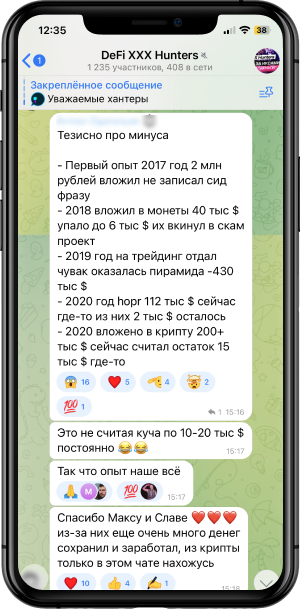 12:35
38
1
DeFi XXX Hunters
1 235 участников, 408 в сети
Закреплённое сообщение
Уважаемые хантеры
Тезисно про минуса
- Первый опыт 2017 год 2 млн
рублей вложил не записал сид
фразу
- 2018 вложил в монеты 40 тыс $
упало до 6 тыс $ их вкинул в скам
проект
- 2019 год на трейдинг отдал
чувак оказалась пирамида -430
тыс $
- 2020 год hopr 112 тыс $ сейчас
где-то из них 2 тыс $ осталось
- 2020 вложено в крипту 200+
тыс $ сейчас считал остаток 15
тыс $ где-то
😱 16 ❤️ 5 🫡 4 🤯 2
💯 1
1 15:16
Это не считая куча по 10-20 тыс $
постоянно 😂😂
15:17
Так что опыт наше всё
🙏 M 💯
15:17
Спасибо Максу и Славе ❤️❤️❤️
из-за них еще очень много денег
сохранил и заработал, из крипты
только в этом чате нахожусь
❤️ 10 👍 4 ✍️ 1
15:18